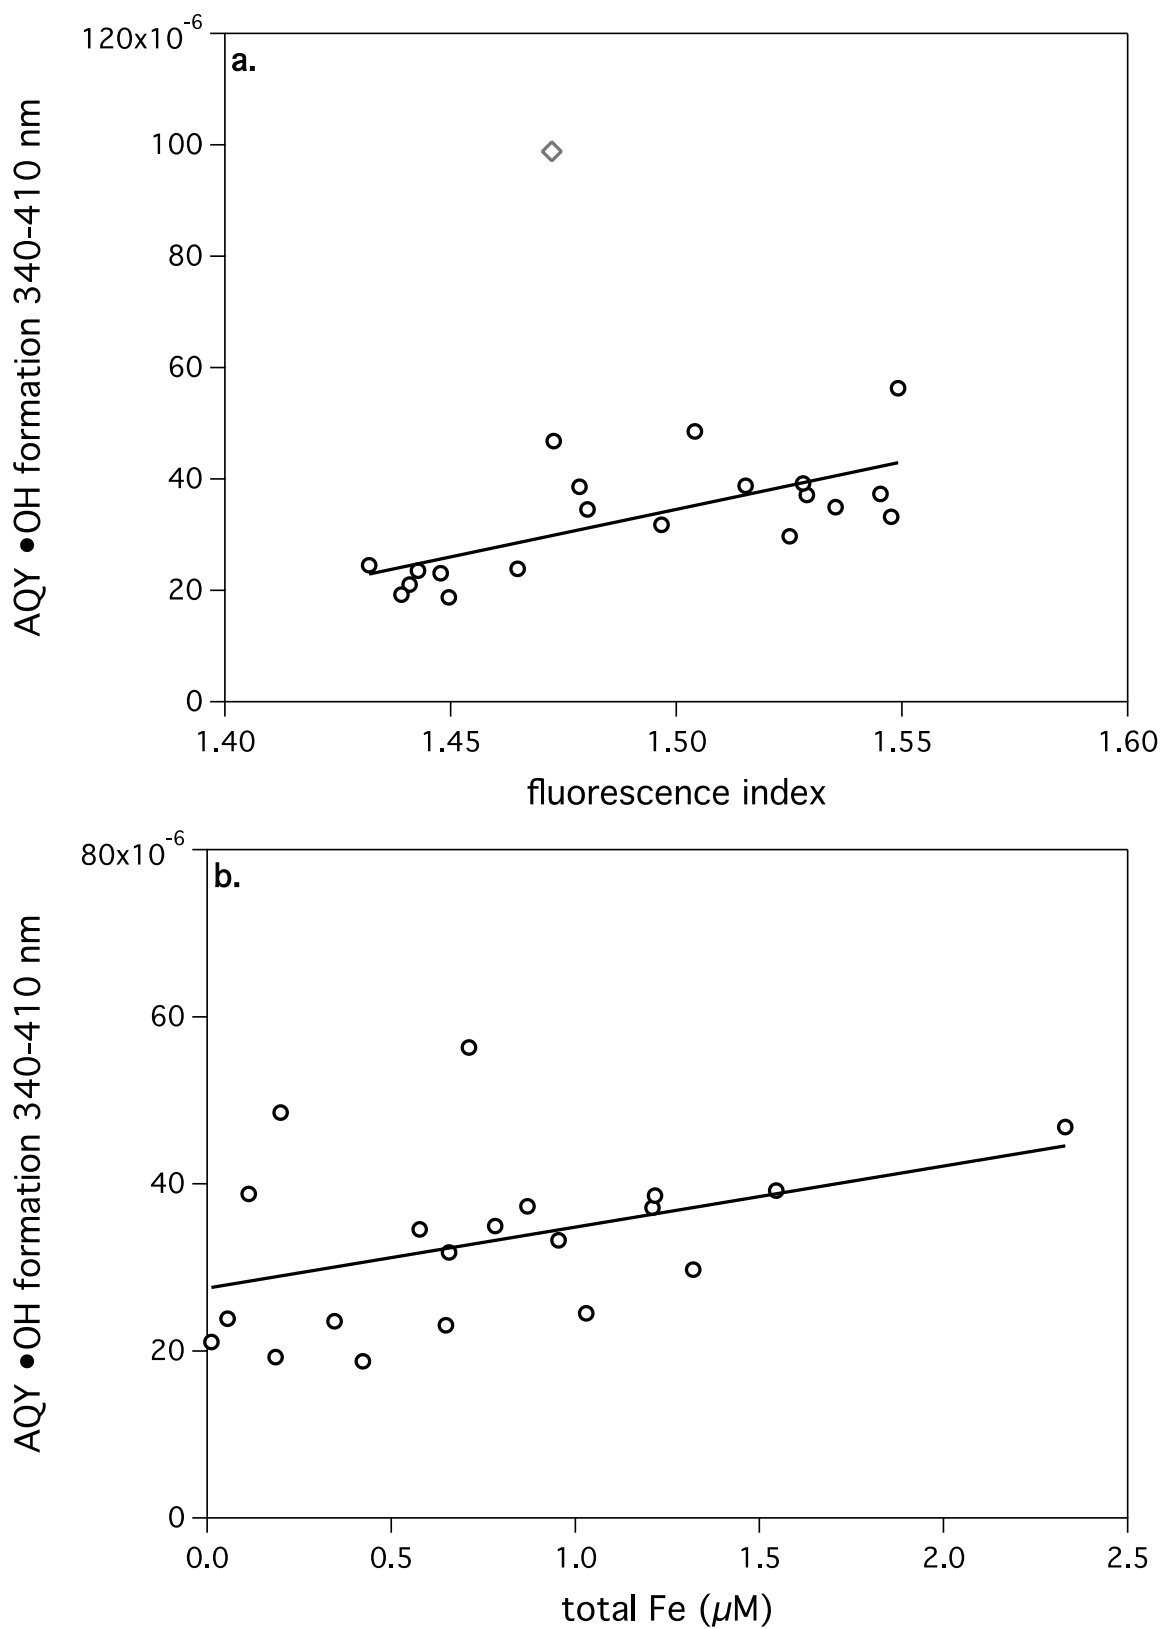 120x10-6
a.
100
80
60
40
20
0
1.40 1.45 1.50 1.55 1.60
fluorescence index
AQY •OH formation 340-410 nm
80x10-6
b.
60
40
20
0
0.0 0.5 1.0 1.5 2.0 2.5
total Fe (µM)
AQY •OH formation 340-410 nm